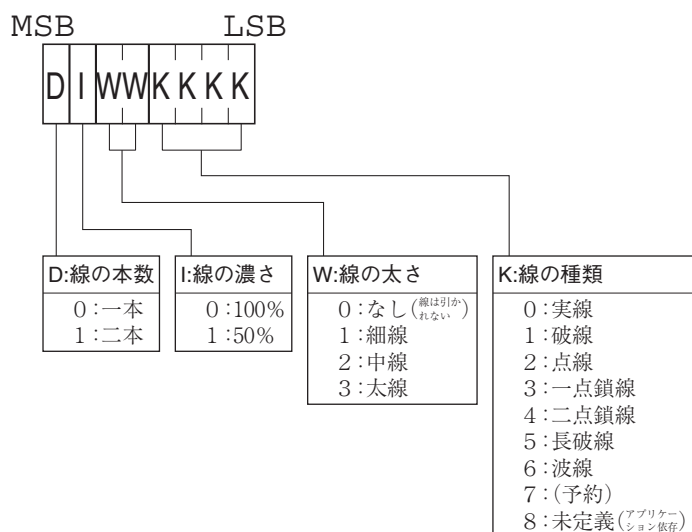 MSB LSB
D I W W K K K K
D:線の本数
0:一本
1:二本
I:線の濃さ
0:100%
1:50%
W:線の太さ
0:なし(線は引かれない)
1:細線
2:中線
3:太線
K:線の種類
0:実線
1:破線
2:点線
3:一点鎖線
4:二点鎖線
5:長破線
6:波線
7:(予約)
8:未定義(アプリケーション依存)